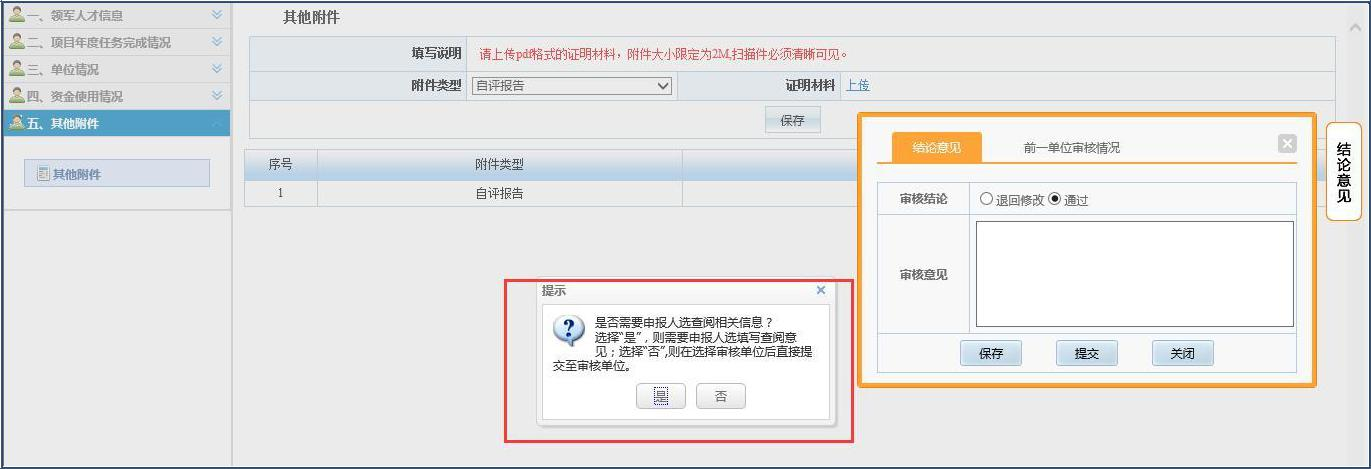 一、领军人才信息
二、项目年度任务完成情况
三、单位情况
四、资金使用情况
五、其他附件
其他附件
其他附件
填写说明 请上传pdf格式的证明材料，附件大小限定为2M,扫描件必须清晰可见。
附件类型 自评报告 证明材料 上传
保存
序号 附件类型
1 自评报告
提示
是否需要申报人选查阅相关信息？
选择“是”，则需要申报人选填写查阅意
见；选择“否”,则在选择审核单位后直接提
交至审核单位。
是 否
结论意见 前一单位审核情况
审核结论 退回修改 通过
审核意见
保存 提交 关闭
结论意见